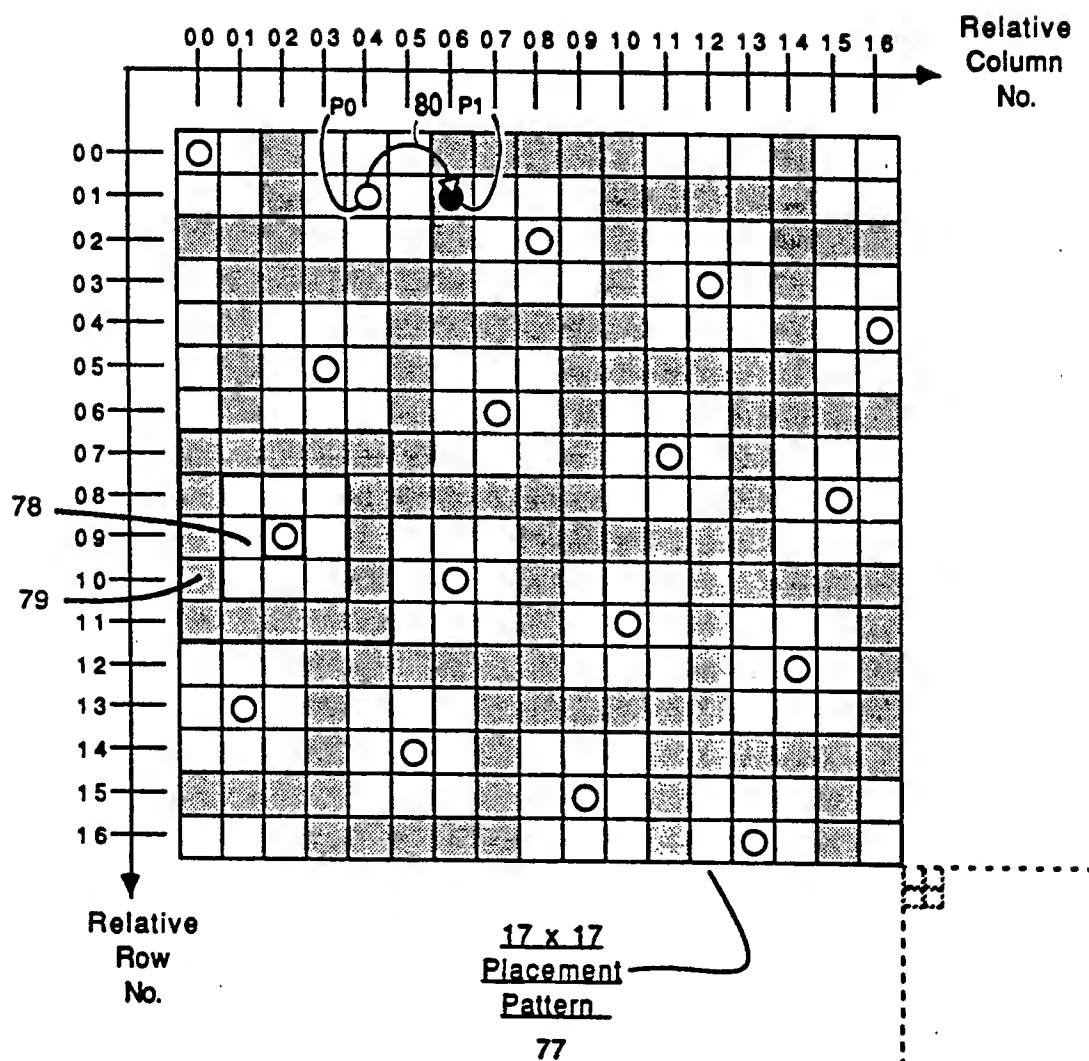 00 01 02 03 04 05 06 07 08 09 10 11 12 13 14 15 16
Relative
Column
No.
P0 80 P1
00
01
02
03
04
05
06
07
08
09
10
11
12
13
14
15
16
78
79
Relative
Row
No.
17 x 17
Placement
Pattern
77